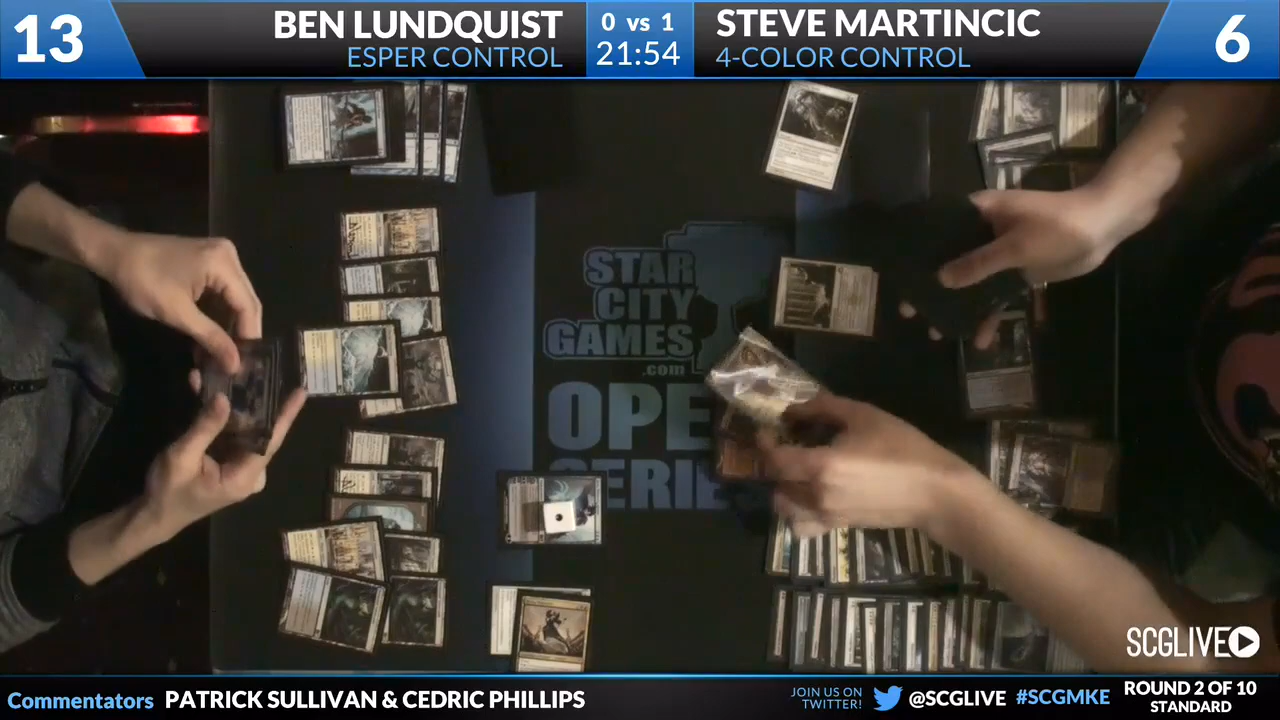 13
BEN LUNDQUIST
ESPER CONTROL
0 vs 1
21:54
STEVE MARTINCIC
4-COLOR CONTROL
6
STAR
CITY
GAMES
.com
OPE
SERIE
SCGLIVE
Commentators PATRICK SULLIVAN & CEDRIC PHILLIPS
JOIN US ON
TWITTER!
@SCGLIVE #SCGMKE
ROUND 2 OF 10
STANDARD